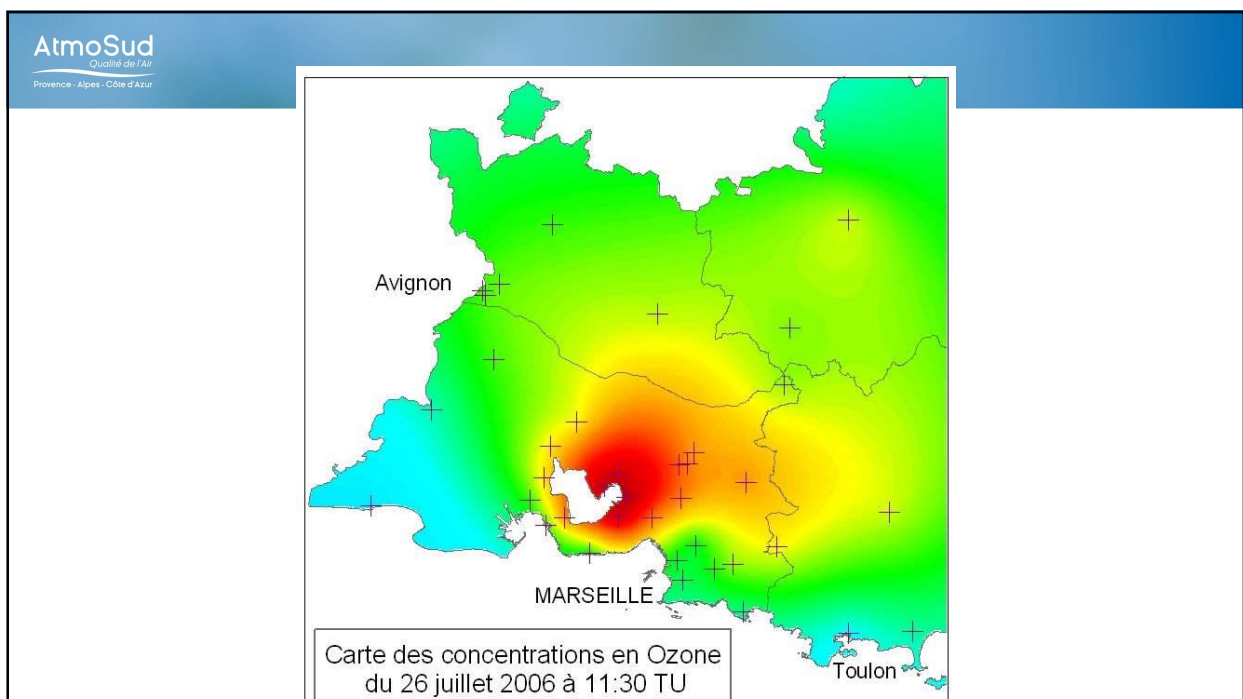 AtmoSud
Qualité de l'Air
Provence - Alpes - Côte d'Azur
Avignon
MARSEILLE
Toulon
Carte des concentrations en Ozone
du 26 juillet 2006 à 11:30 TU